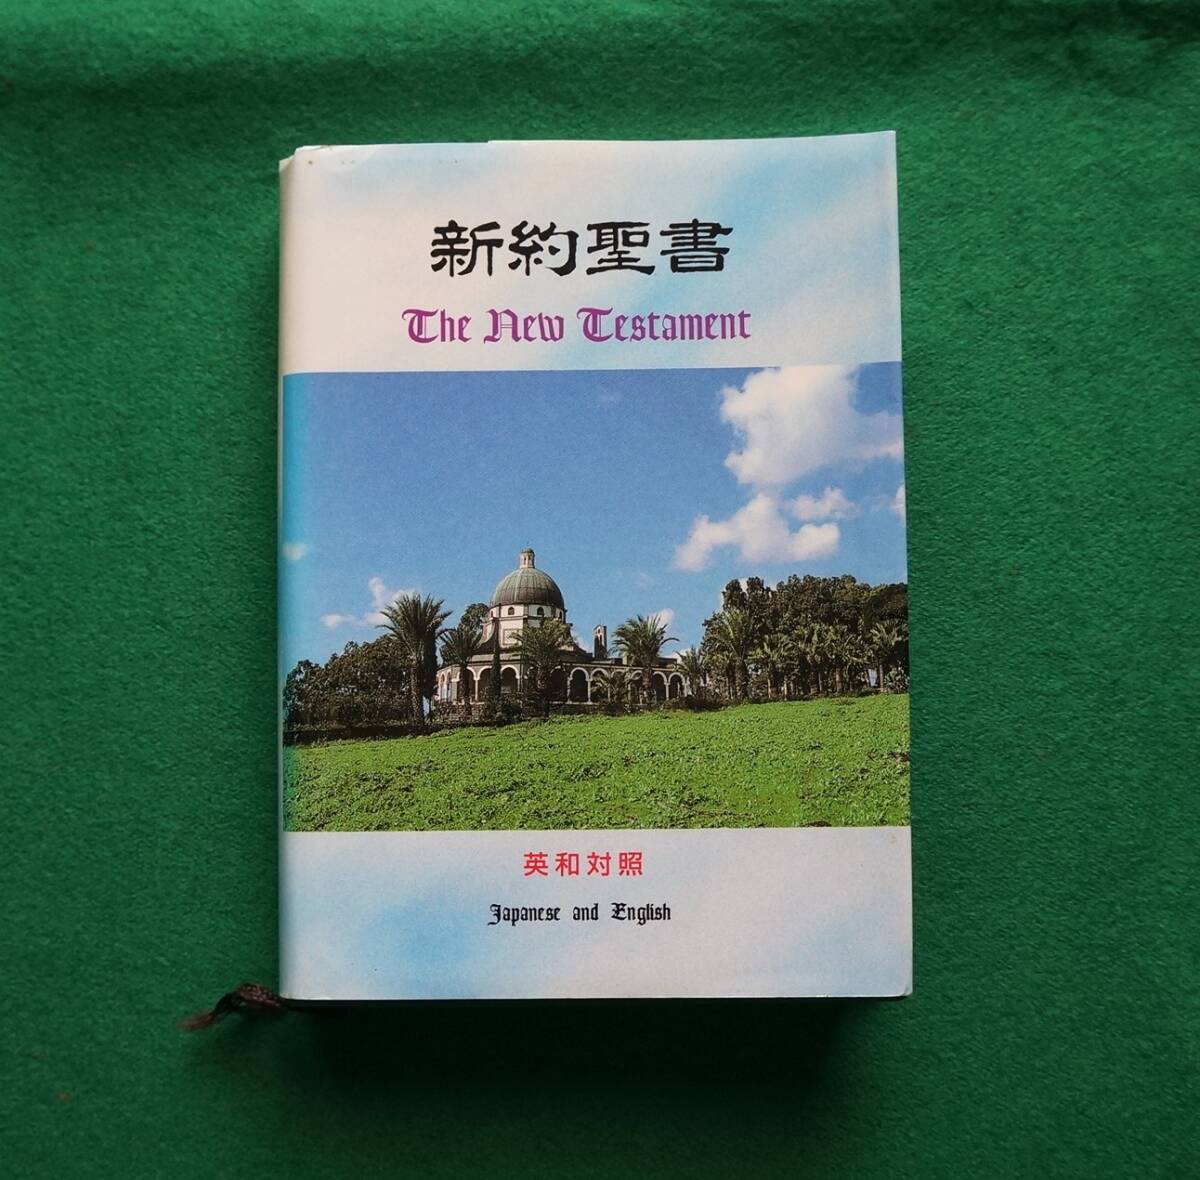 新約聖書
The New Testament
英和対照
Japanese and English